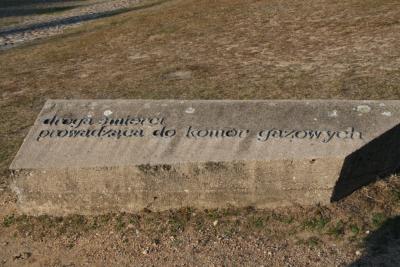 droga śmierci
prowadząca do komór gazowych